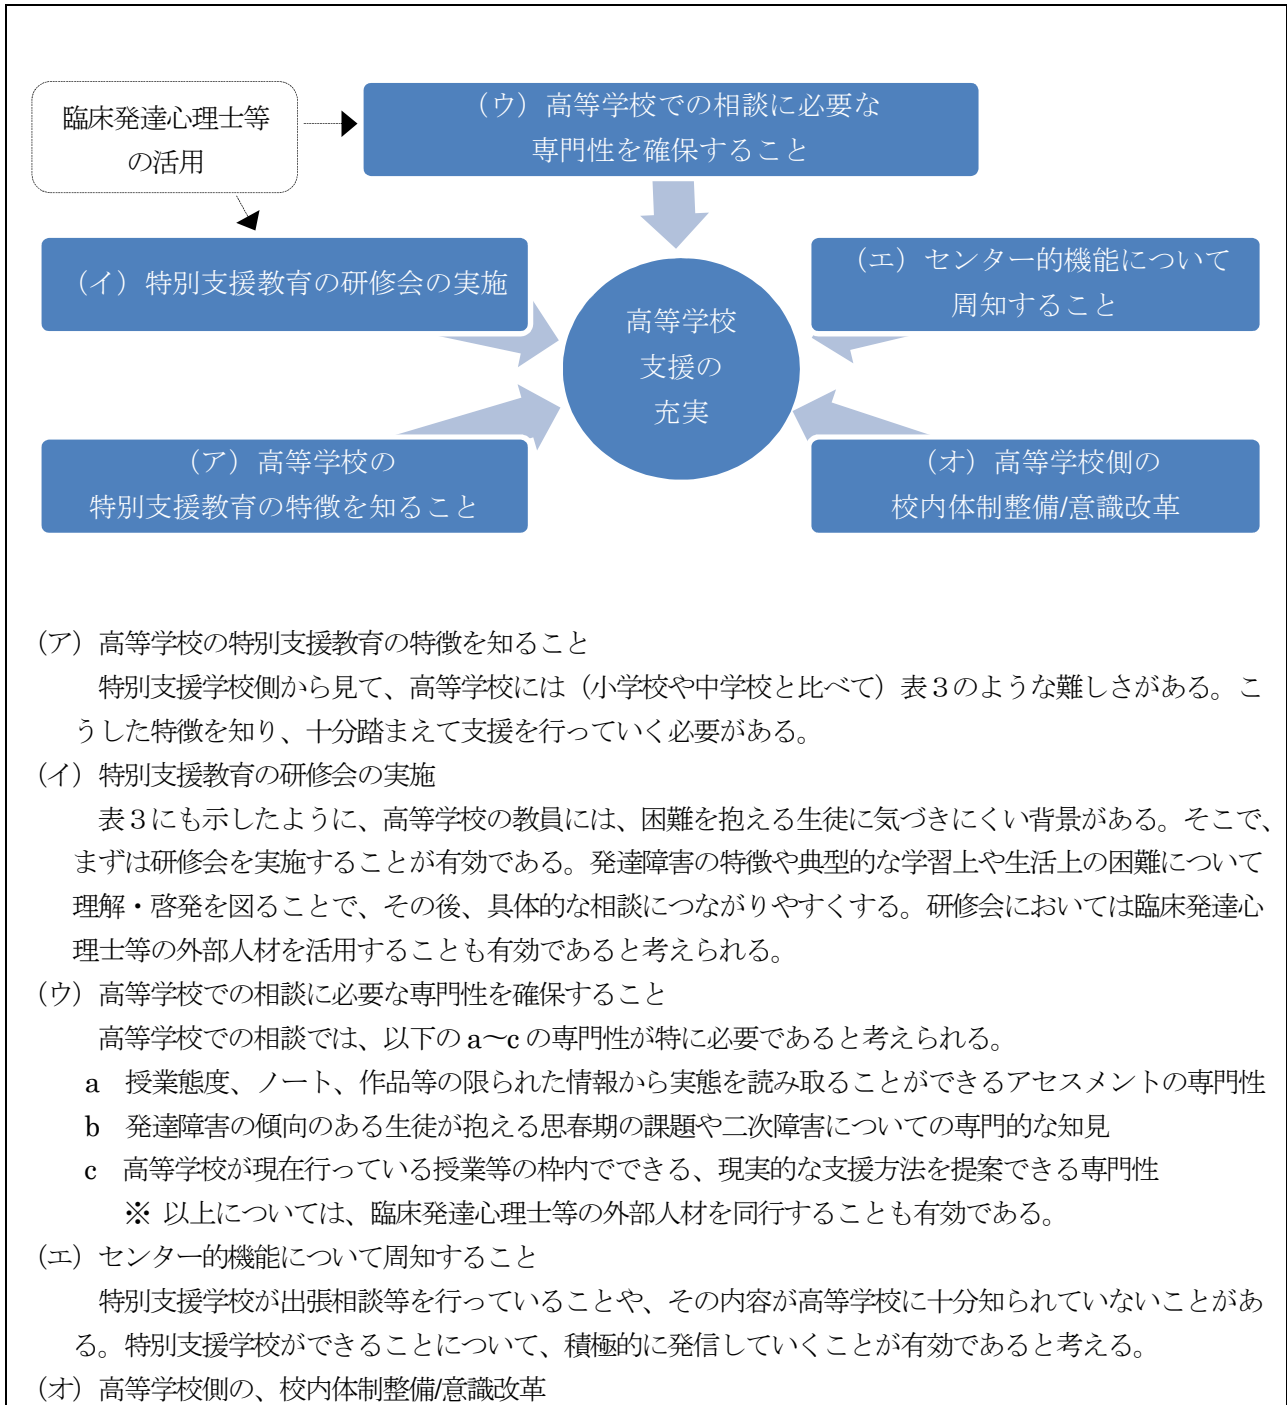 臨床発達心理士等
の活用
（ウ）高等学校での相談に必要な
専門性を確保すること
（イ）特別支援教育の研修会の実施
（エ）センター的機能について
周知すること
高等学校
支援の
充実
（ア）高等学校の
特別支援教育の特徴を知ること
（オ）高等学校側の
校内体制整備/意識改革
（ア）高等学校の特別支援教育の特徴を知ること
特別支援学校側から見て、高等学校には（小学校や中学校と比べて）表３のような難しさがある。こ
うした特徴を知り、十分踏まえて支援を行っていく必要がある。
（イ）特別支援教育の研修会の実施
表３にも示したように、高等学校の教員には、困難を抱える生徒に気づきにくい背景がある。そこで、
まずは研修会を実施することが有効である。発達障害の特徴や典型的な学習上や生活上の困難について
理解・啓発を図ることで、その後、具体的な相談につながりやすくする。研修会においては臨床発達心
理士等の外部人材を活用することも有効であると考えられる。
（ウ）高等学校での相談に必要な専門性を確保すること
高等学校での相談では、以下の a～c の専門性が特に必要であると考えられる。
a　授業態度、ノート、作品等の限られた情報から実態を読み取ることができるアセスメントの専門性
b　発達障害の傾向のある生徒が抱える思春期の課題や二次障害についての専門的な知見
c　高等学校が現在行っている授業等の枠内でできる、現実的な支援方法を提案できる専門性
※ 以上については、臨床発達心理士等の外部人材を同行することも有効である。
（エ）センター的機能について周知すること
特別支援学校が出張相談等を行っていることや、その内容が高等学校に十分知られていないことがあ
る。特別支援学校ができることについて、積極的に発信していくことが有効であると考える。
（オ）高等学校側の、校内体制整備/意識改革